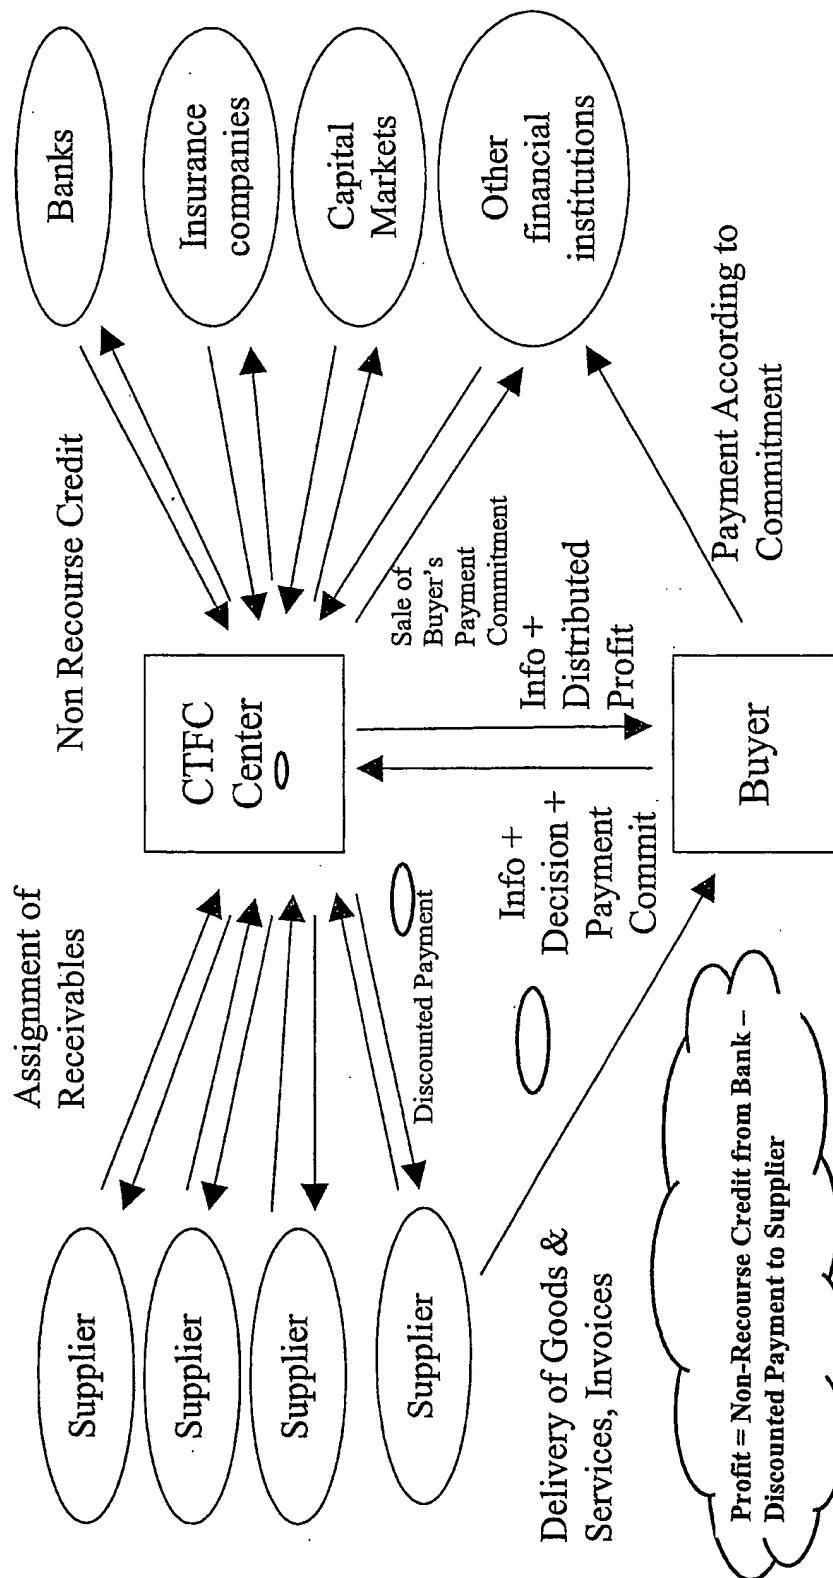 Assignment of
Receivables
Non Recourse Credit
Supplier
Supplier
Supplier
Supplier
CTFC
Center
Banks
Insurance
companies
Capital
Markets
Other
financial
institutions
Discounted Payment
Sale of
Buyer's
Payment
Commitment
Info +
Decision +
Payment
Commit
Info +
Distributed
Profit
Delivery of Goods &
Services, Invoices
Payment According to
Commitment
Buyer
Profit = Non-Recourse Credit from Bank –
Discounted Payment to Supplier